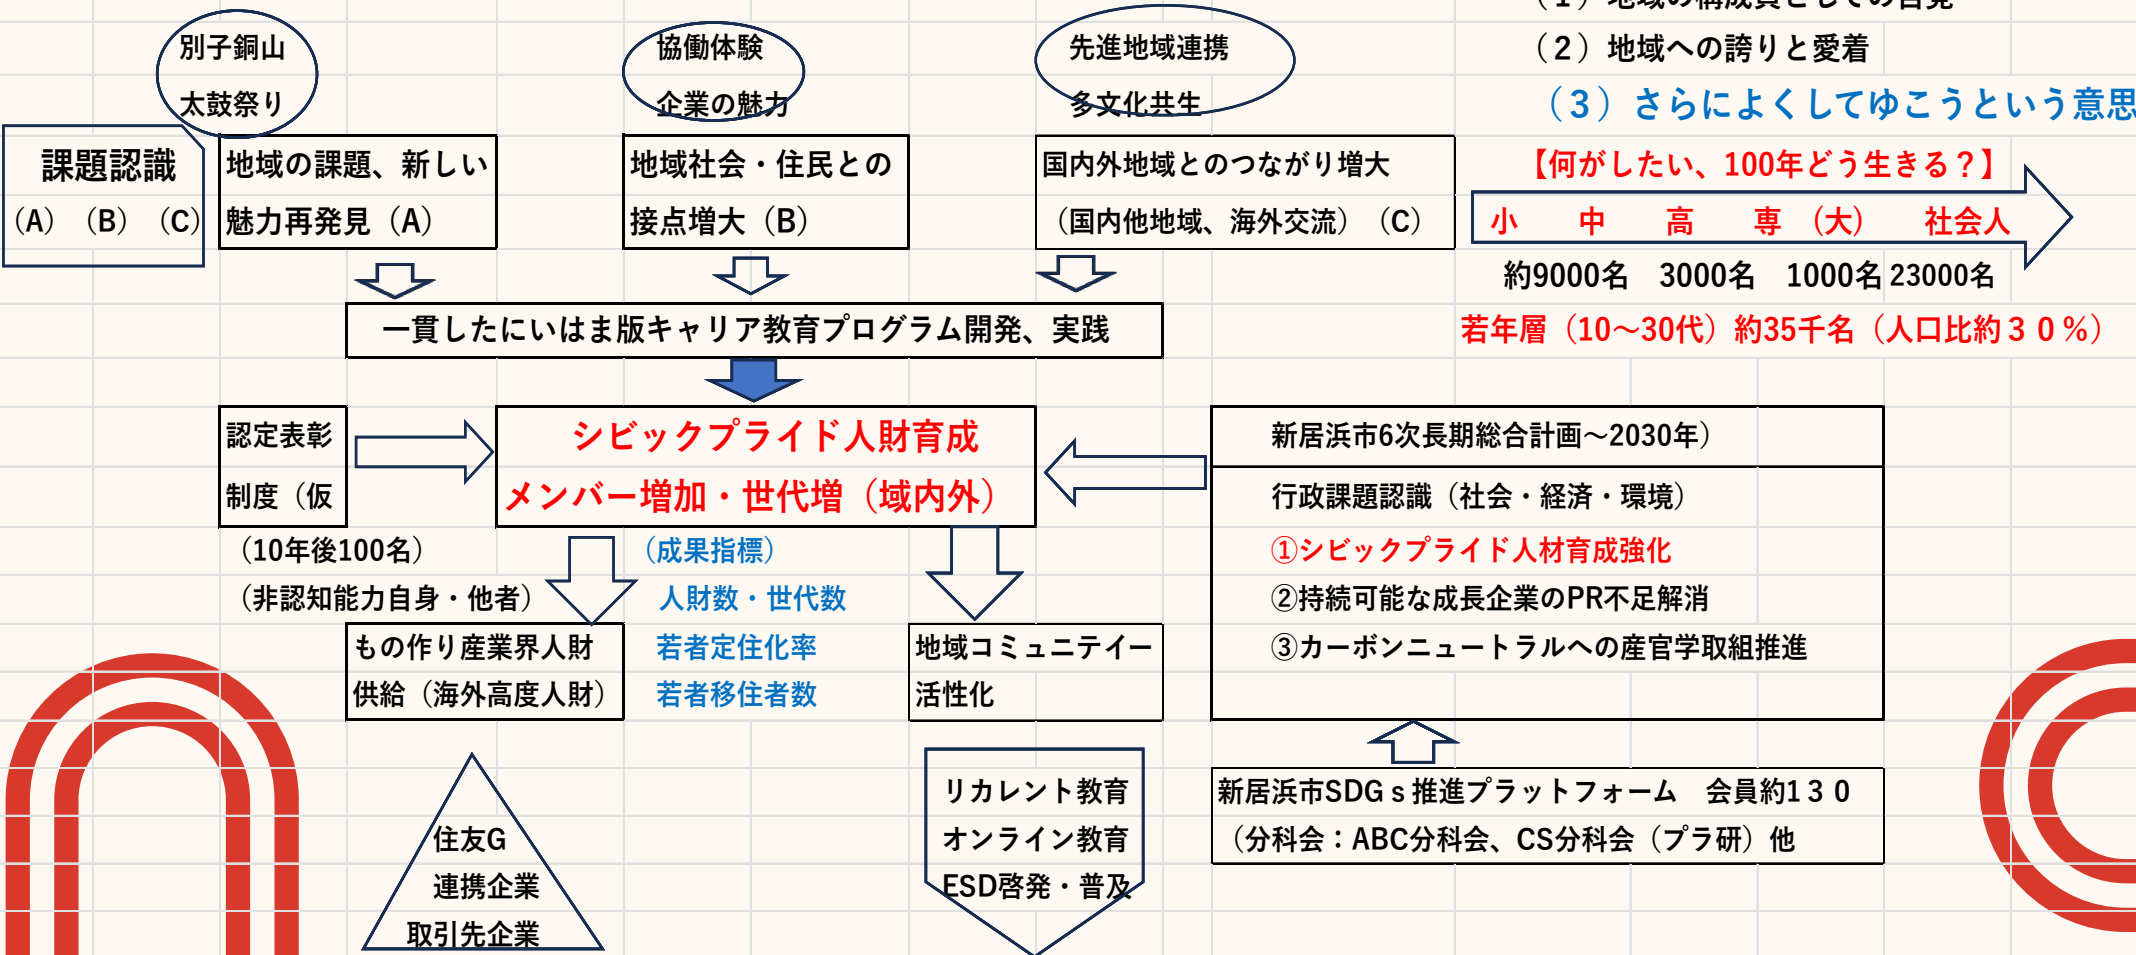 (1)地域の構成員としての自覚
別子銅山
太鼓祭り
協働体験
企業の魅力
先進地域連携
多文化共生
(2)地域への誇りと愛着
(3)さらによくしてゆこうという意思
課題認識
(A)(B)(C)
地域の課題、新しい
魅力再発見(A)
地域社会・住民との
接点増大(B)
国内外地域とのつながり増大
(国内他地域、海外交流)(C)
【何がしたい、100年どう生きる?】
小 中 高 専 (大) 社会人
約9000名 3000名 1000名 23000名
若年層(10~30代)約35千名(人口比約30%)
一貫したにいはま版キャリア教育プログラム開発、実践
認定表彰
制度(仮
シビックプライド人財育成
メンバー増加・世代増(域内外)
新居浜市6次長期総合計画~2030年)
行政課題認識(社会・経済・環境)
①シビックプライド人材育成強化
②持続可能な成長企業のPR不足解消
③カーボンニュートラルへの産官学取組推進
(10年後100名)
(非認知能力自身・他者)
(成果指標)
人財数・世代数
若者定住化率
若者移住者数
もの作り産業界人財
供給(海外高度人財)
地域コミュニテイー
活性化
住友G
連携企業
取引先企業
リカレント教育
オンライン教育
ESD啓発・普及
新居浜市SDGs推進プラットフォーム 会員約130
(分科会:ABC分科会、CS分科会(プラ研)他